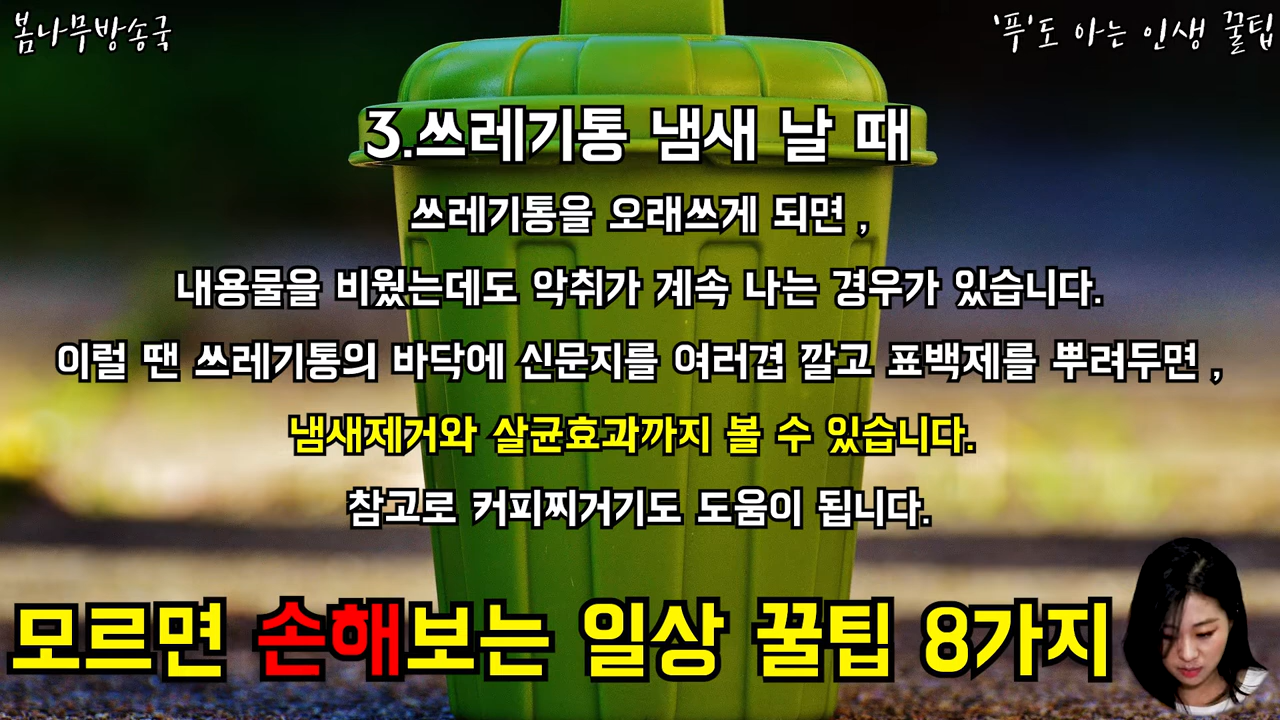 봄나무방송국
'푸'도 아는 인생 꿀팁
3.쓰레기통 냄새 날 때
쓰레기통을 오래쓰게 되면 ,
내용물을 비웠는데도 악취가 계속 나는 경우가 있습니다.
이럴 땐 쓰레기통의 바닥에 신문지를 여러겹 깔고 표백제를 뿌려두면 ,
냄새제거와 살균효과까지 볼 수 있습니다.
참고로 커피찌거기도 도움이 됩니다.
모르면 손해보는 일상 꿀팁 8가지